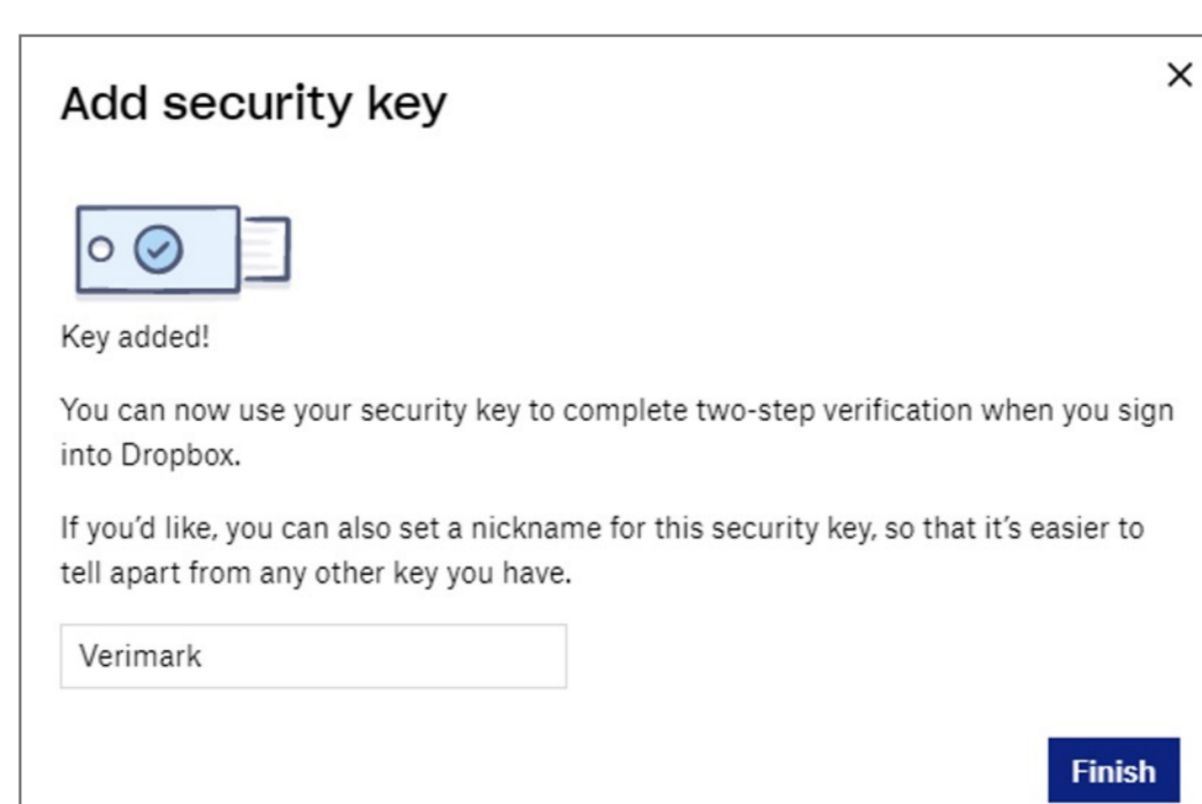 Add security key
Key added!
You can now use your security key to complete two-step verification when you sign
into Dropbox.
If you’d like, you can also set a nickname for this security key, so that it’s easier to
tell apart from any other key you have.
Verimark
Finish